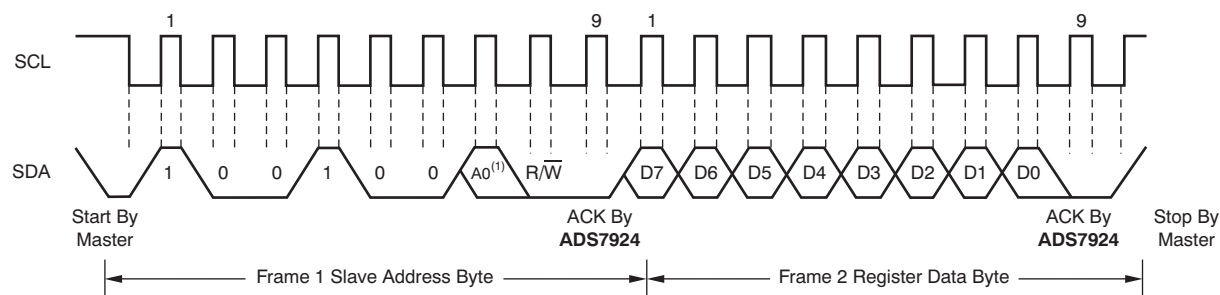 1 9 1 9
SCL
SDA
1 0 0 1 0 0 A0(1) R/W D7 D6 D5 D4 D3 D2 D1 D0
Start By
Master
ACK By
ADS7924
ACK By
ADS7924
Stop By
Master
Frame 1 Slave Address Byte
Frame 2 Register Data Byte